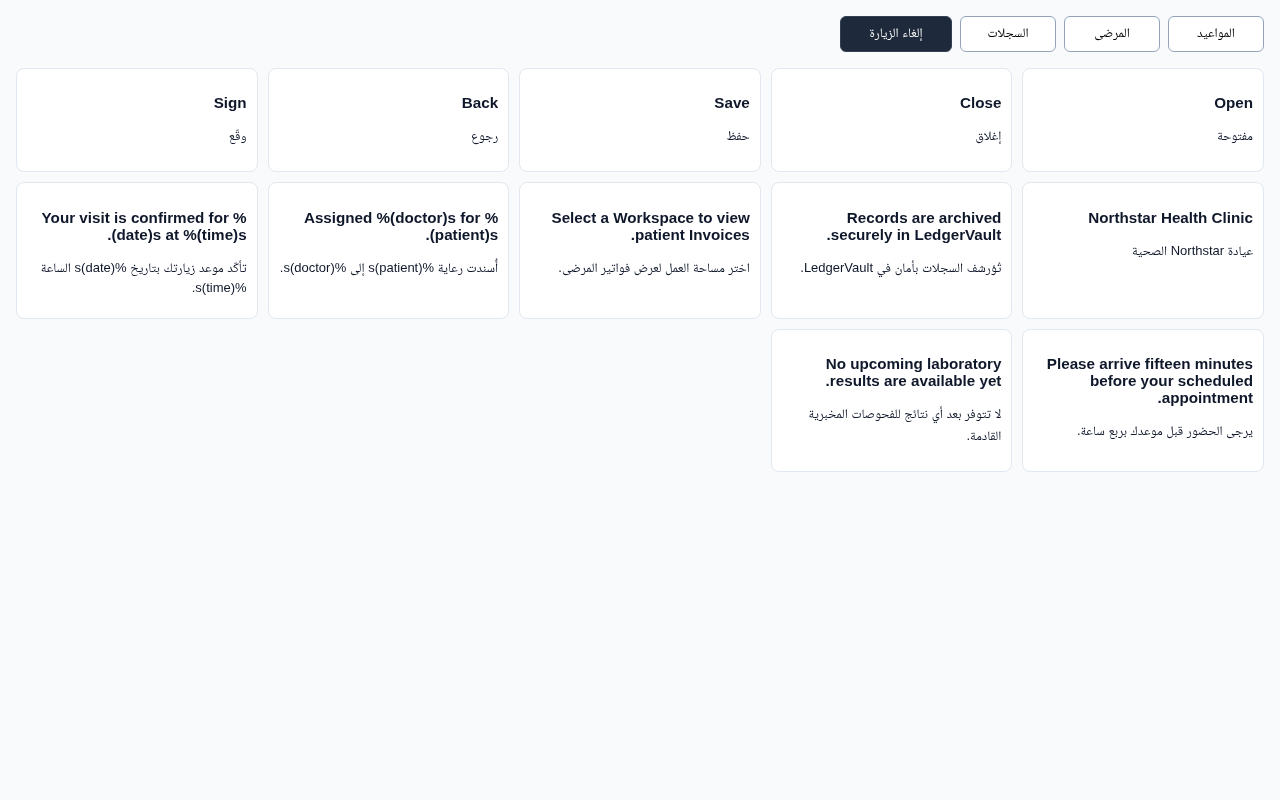 المواعيد
المرضى
السجلات
إلغاء الزيارة
Open
مفتوحة
Close
إغلاق
Save
حفظ
Back
رجوع
Sign
وقّع
Northstar Health Clinic
عيادة Northstar الصحية
Records are archived
securely in LedgerVault.
تُؤرشف السجلات بأمان في LedgerVault.
Select a Workspace to view
patient Invoices.
اختر مساحة العمل لعرض فواتير المرضى.
Assigned %(doctor)s for %
(patient)s.
أُسندت رعاية %(patient)s إلى %(doctor)s.
Your visit is confirmed for %
(date)s at %(time)s.
تأكّد موعد زيارتك بتاريخ %(date)s الساعة
%(time)s.
Please arrive fifteen minutes
before your scheduled
appointment.
يرجى الحضور قبل موعدك بربع ساعة.
No upcoming laboratory
results are available yet.
لا تتوفر بعد أي نتائج للفحوصات المخبرية
القادمة.